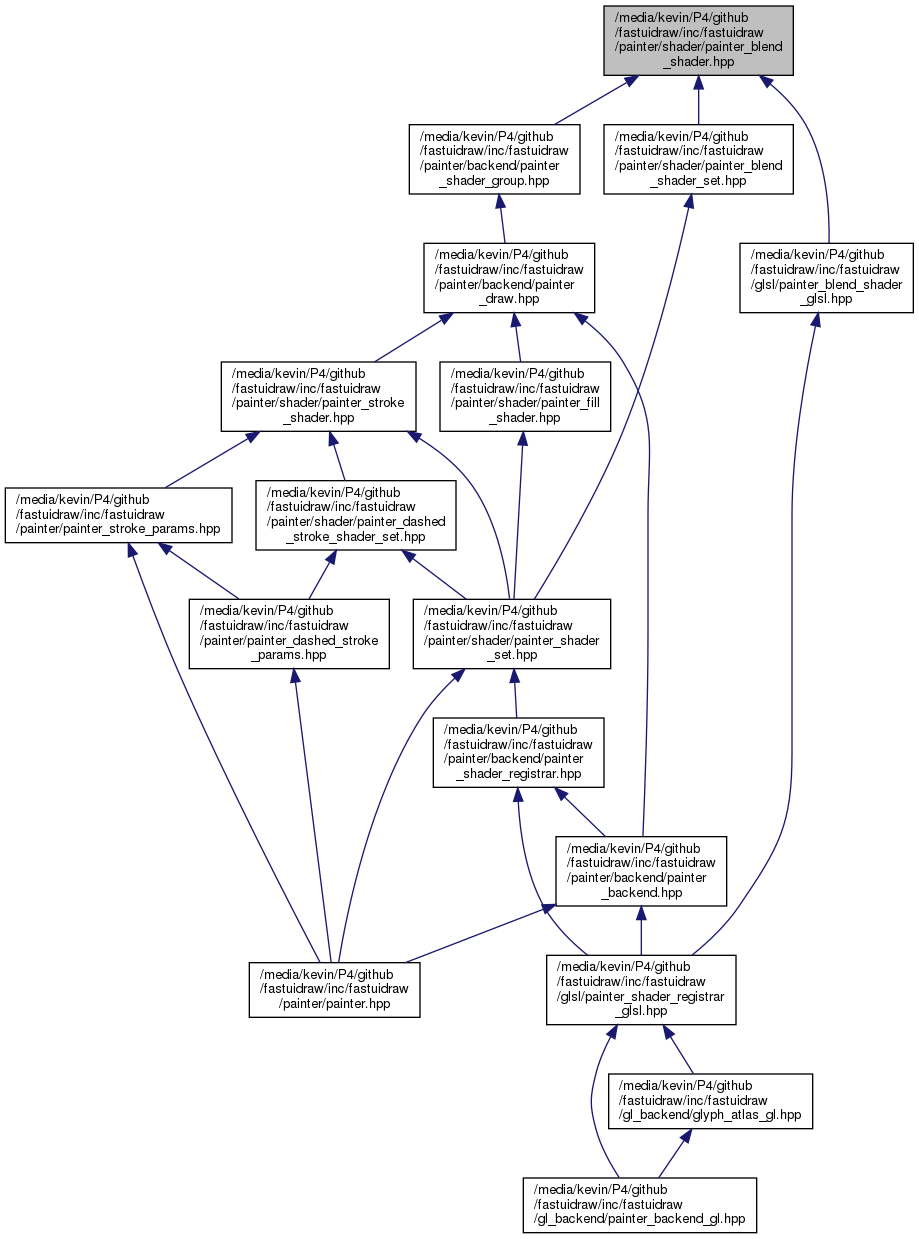 /media/kevin/P4/github
/fastuidraw/inc/fastuidraw
/painter/shader/painter_blend
_shader.hpp
/media/kevin/P4/github
/fastuidraw/inc/fastuidraw
/painter/backend/painter
_shader_group.hpp
/media/kevin/P4/github
/fastuidraw/inc/fastuidraw
/painter/shader/painter_blend
_shader_set.hpp
/media/kevin/P4/github
/fastuidraw/inc/fastuidraw
/painter/backend/painter
_draw.hpp
/media/kevin/P4/github
/fastuidraw/inc/fastuidraw
/glsl/painter_blend_shader
_glsl.hpp
/media/kevin/P4/github
/fastuidraw/inc/fastuidraw
/painter/shader/painter_stroke
_shader.hpp
/media/kevin/P4/github
/fastuidraw/inc/fastuidraw
/painter/shader/painter_fill
_shader.hpp
/media/kevin/P4/github
/fastuidraw/inc/fastuidraw
/painter/painter_stroke_params.hpp
/media/kevin/P4/github
/fastuidraw/inc/fastuidraw
/painter/shader/painter_dashed
_stroke_shader_set.hpp
/media/kevin/P4/github
/fastuidraw/inc/fastuidraw
/painter/painter_dashed_stroke
_params.hpp
/media/kevin/P4/github
/fastuidraw/inc/fastuidraw
/painter/shader/painter_shader
_set.hpp
/media/kevin/P4/github
/fastuidraw/inc/fastuidraw
/painter/backend/painter
_shader_registrar.hpp
/media/kevin/P4/github
/fastuidraw/inc/fastuidraw
/painter/backend/painter
_backend.hpp
/media/kevin/P4/github
/fastuidraw/inc/fastuidraw
/painter/painter.hpp
/media/kevin/P4/github
/fastuidraw/inc/fastuidraw
/glsl/painter_shader_registrar
_glsl.hpp
/media/kevin/P4/github
/fastuidraw/inc/fastuidraw
/gl_backend/glyph_atlas_gl.hpp
/media/kevin/P4/github
/fastuidraw/inc/fastuidraw
/gl_backend/painter_backend_gl.hpp